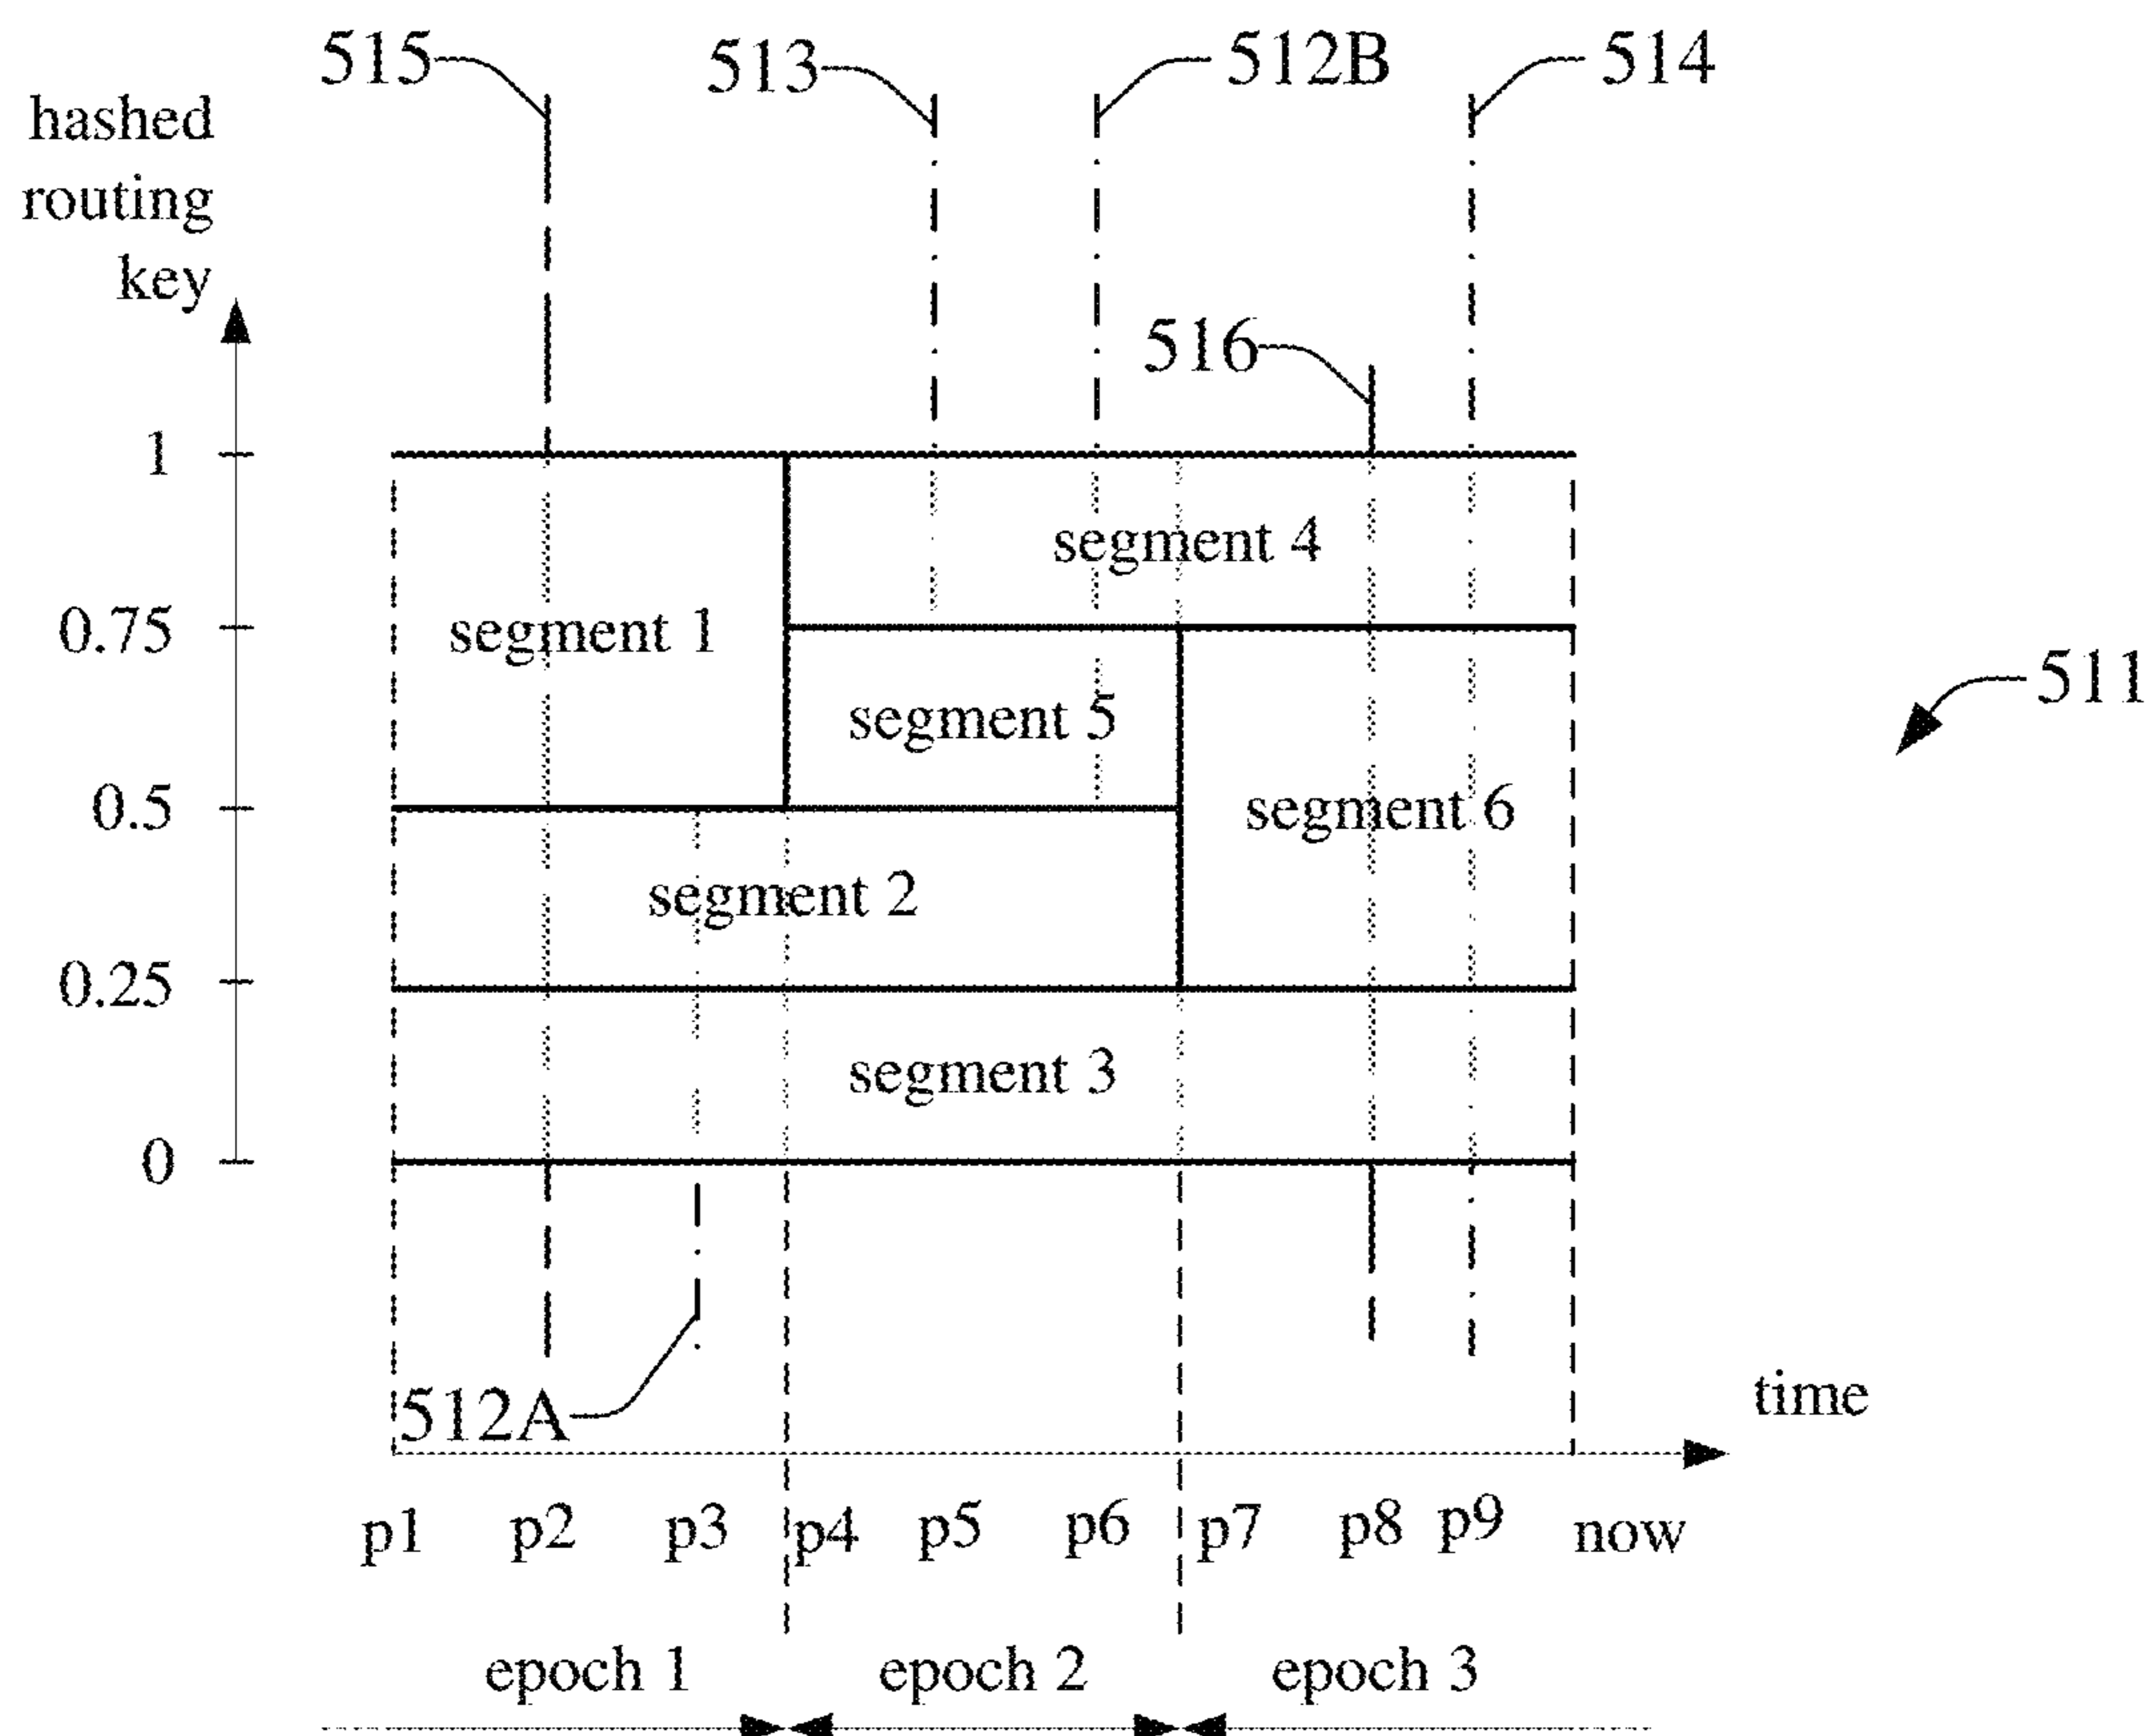 515
513
512B
514
hashed
routing
key
516
1
segment 4
0.75
segment 1
511
segment 5
0.5
segment 6
segment 2
0.25
segment 3
0
512A
time
p1 p2 p3 p4 p5 p6 p7 p8 p9 now
epoch 1 epoch 2 epoch 3